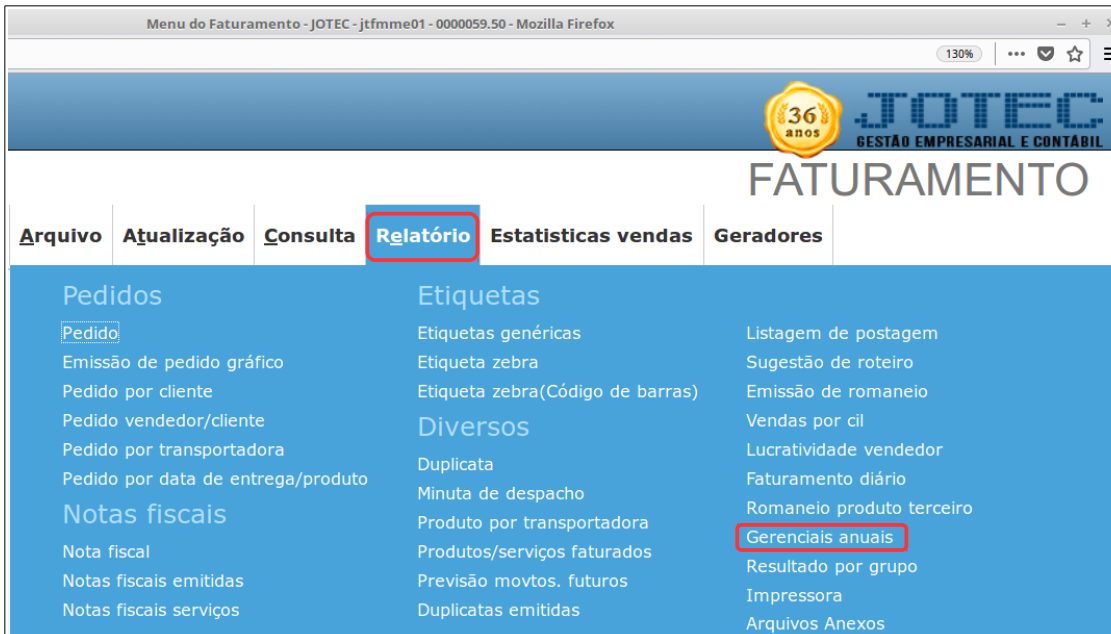 Menu do Faturamento - JOTEC - jtfmme01 - 0000059.50 - Mozilla Firefox
130%
36
anos
JOTEC
GESTÃO EMPRESARIAL E CONTÁBIL
FATURAMENTO
Arquivo Atualização Consulta Relatório Estatisticas vendas Geradores
Pedidos
Pedido
Emissão de pedido gráfico
Pedido por cliente
Pedido vendedor/cliente
Pedido por transportadora
Pedido por data de entrega/produto
Notas fiscais
Nota fiscal
Notas fiscais emitidas
Notas fiscais serviços
Etiquetas
Etiquetas genéricas
Etiqueta zebra
Etiqueta zebra(Código de barras)
Diversos
Duplicata
Minuta de despacho
Produto por transportadora
Produtos/serviços faturados
Previsão movtos. futuros
Duplicatas emitidas
Listagem de postagem
Sugestão de roteiro
Emissão de romaneio
Vendas por cil
Lucratividade vendedor
Faturamento diário
Romaneio produto terceiro
Gerenciais anuais
Resultado por grupo
Impressora
Arquivos Anexos